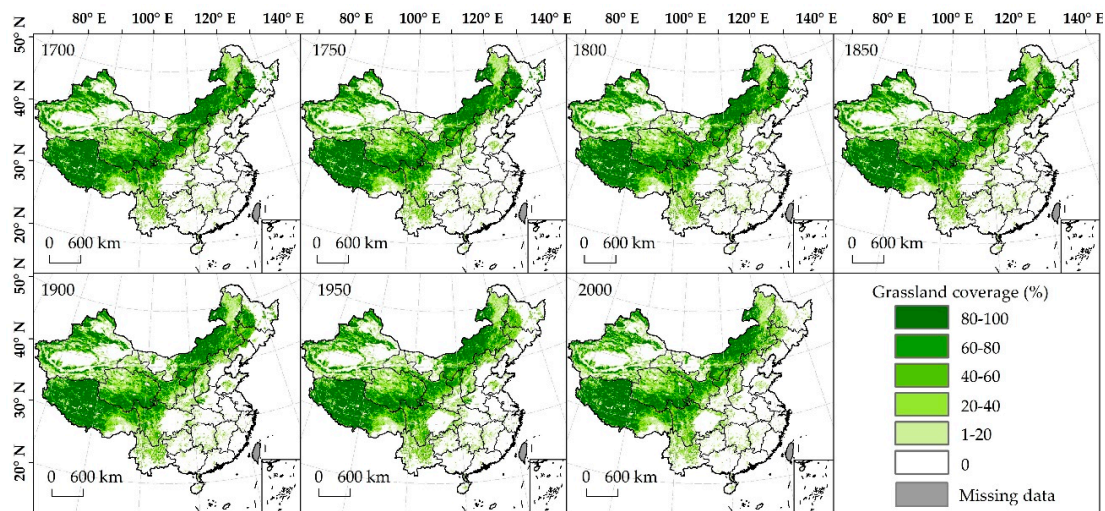 80° E 100° E 120° E 140° E 80° E 100° E 120° E 140° E 80° E 100° E 120° E 140° E 80° E 100° E 120° E 140° E
50° N
40° N
30° N
20° N
1700
0 600 km
1750
0 600 km
1800
0 600 km
1850
0 600 km
50° N
40° N
30° N
20° N
1900
0 600 km
1950
0 600 km
2000
0 600 km
Grassland coverage (%)
80-100
60-80
40-60
20-40
1-20
0
Missing data